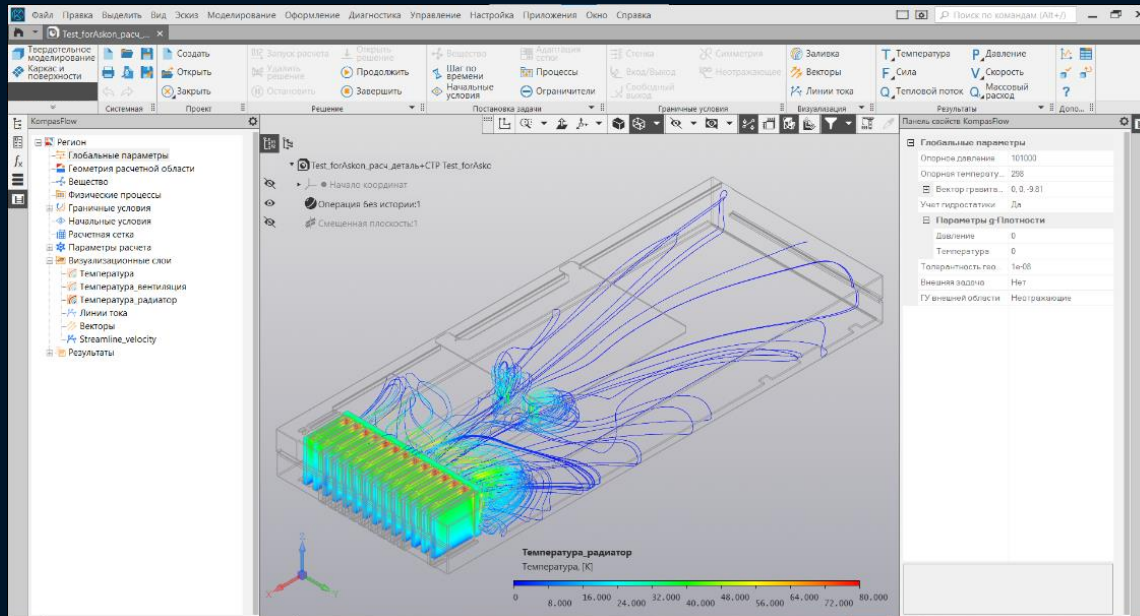 Файл Правка Выделить Вид Эскиз Моделирование Оформление Диагностика Управление Настройка Приложения Окно Справка
Поиск по командам (Alt+/)
Test_forAskon_расч_...
Твердотельное моделирование
Каркас и поверхности
Системная
Создать
Открыть
Закрыть
Проект
Запуск расчета
Удалить решение
Остановить
Открыть решение
Продолжить
Завершить
Решение
Вещество
Шаг по времени
Начальные условия
Адаптация сетки
Процессы
Ограничители
Постановка задачи
Стенка
Вход/Выход
Свободный выход
Симметрия
Неотражающие
Граничные условия
Заливка
Векторы
Линии тока
Визуализация
T Температура
F Сила
Q Тепловой поток
P Давление
V Скорость
Q Массовый расход
Результаты
Допо...
KompasFlow
Регион
Глобальные параметры
Геометрия расчетной области
Вещество
Физические процессы
Граничные условия
Начальные условия
Расчетная сетка
Параметры расчета
Визуализационные слои
Температура
Температура_вентиляция
Температура_радиатор
Линии тока
Векторы
Streamline_velocity
Результаты
Test_forAskon_расч_деталь+СТР Test_forAsko
Начало координат
Операция без истории:1
Смещенная плоскость:1
Z
X
Y
Температура_радиатор
Температура, [К]
0 8.000 16.000 24.000 32.000 40.000 48.000 56.000 64.000 72.000 80.000
Панель свойств KompasFlow
Глобальные параметры
Опорное давление 101000
Опорная температу... 298
Вектор гравита... 0, 0, -9.81
Учет гидростатики Да
Параметры g-Плотности
Давление 0
Температура 0
Толерантность гео... 1e-08
Внешняя задача Нет
ГУ внешней области Неотражающие